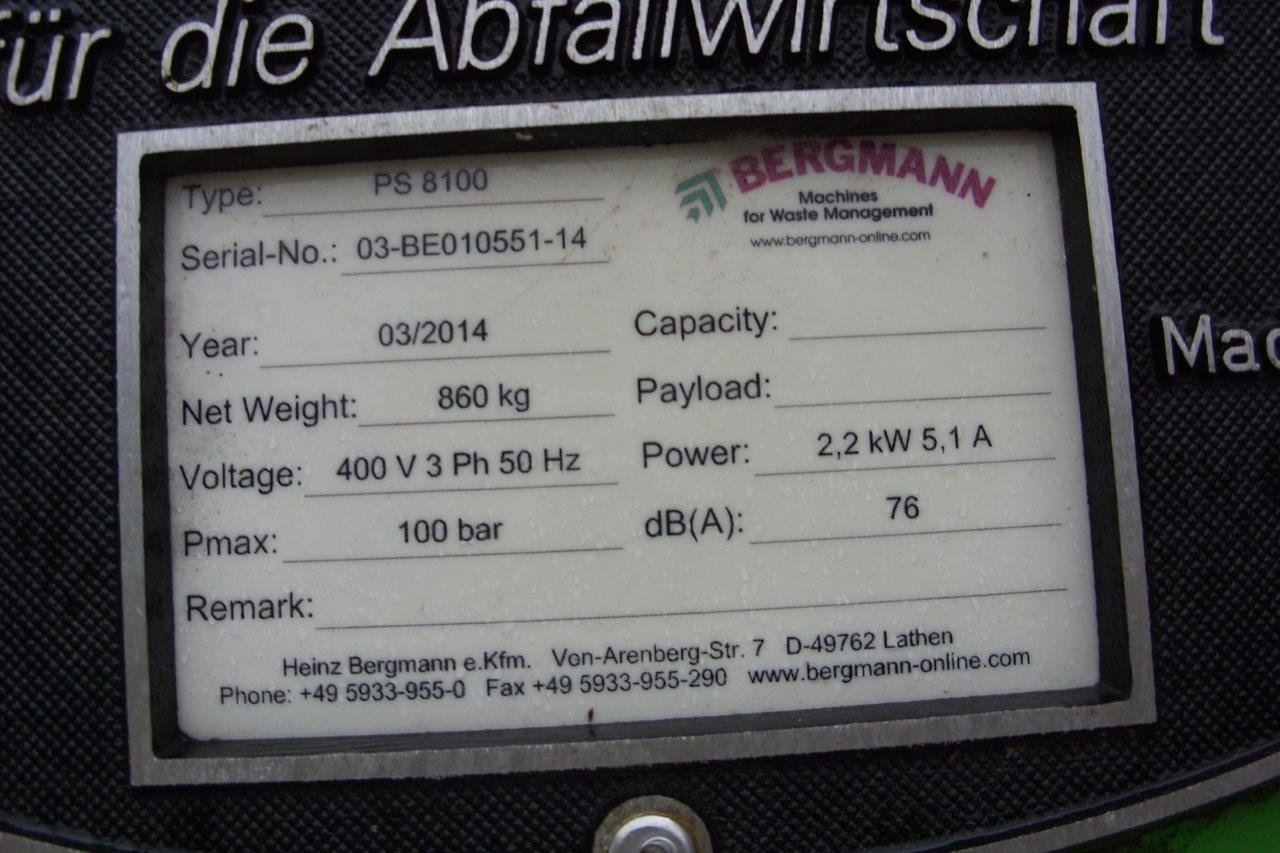 für die Abfallwirtschaft
BERGMANN
Machines
for Waste Management
www.bergmann-online.com
Type: PS 8100
Serial-No.: 03-BE010551-14
Year: 03/2014
Capacity:
Net Weight: 860 kg
Payload:
Voltage: 400 V 3 Ph 50 Hz
Power: 2,2 kW 5,1 A
Pmax: 100 bar
dB(A): 76
Remark:
Heinz Bergmann e.Kfm. Von-Arenberg-Str. 7 D-49762 Lathen
Phone: +49 5933-955-0 Fax +49 5933-955-290 www.bergmann-online.com